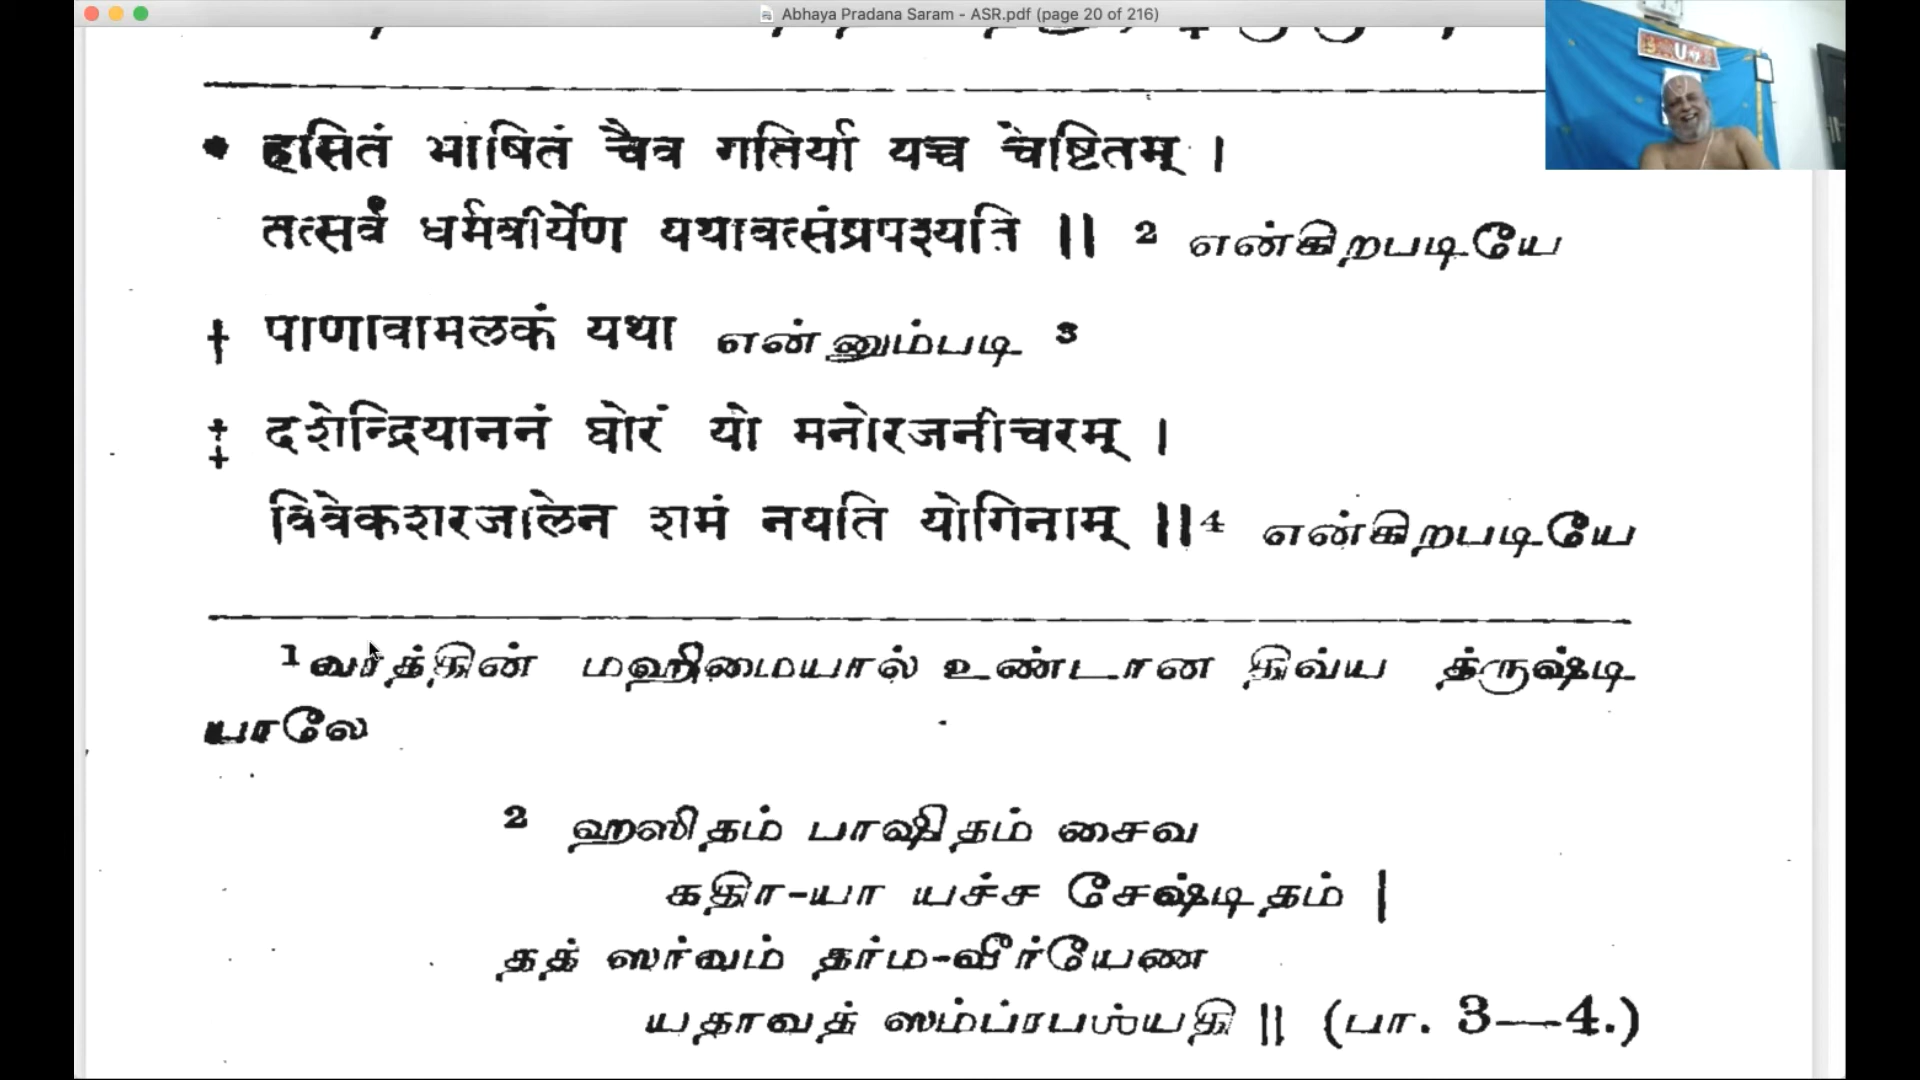 Abhaya Pradana Saram - ASR.pdf (page 20 of 216)
* हसितं भाषितं चैव गतिर्या यच्च चेष्टितम् ।
तत्सर्वं धर्मवीर्येण यथावत्संप्रपश्यति || 2 என்கிறபடியே
† पाणावामलकं यथा என்னும்படி 3
‡ दशेन्द्रियाननं घोरं यो मनोरजनीचरम् ।
विवेकशरजालेन शमं नयति योगिनाम् || 4 என்கிறபடியே
1 வரத்தின் மஹிமையால் உண்டான திவ்ய த்ருஷ்டி
யாலே
2 ஹஸிதம் பாஷிதம் சைவ
கதிர-யா யச்ச சேஷ்டிதம் |
தத் ஸர்வம் தர்ம-வீர்யேண
யதாவத் ஸம்ப்ரபஶ்யதி || (பா. 3—4.)